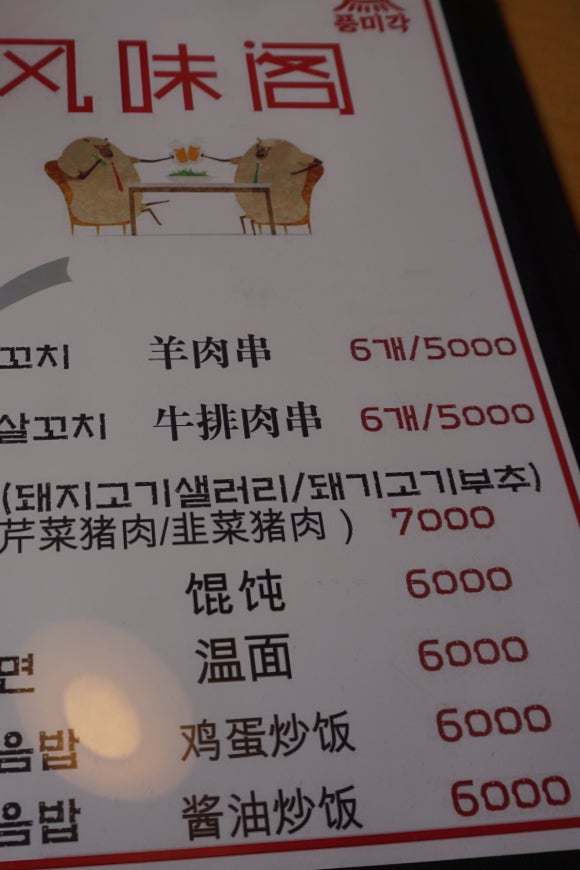 풍미각
风味阁
꼬치 羊肉串 6개/5000
살꼬치 牛排肉串 6개/5000
(돼지고기샐러리/돼기고기부추)
芹菜猪肉/韭菜猪肉） 7000
馄饨 6000
면 温面 6000
음밥 鸡蛋炒饭 6000
음밥 酱油炒饭 6000